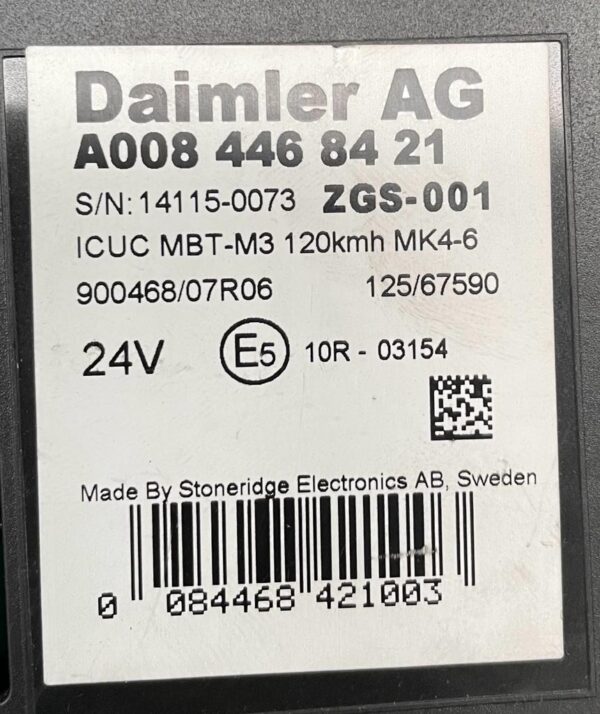 Daimler AG
A008 446 84 21
S/N: 14115-0073 ZGS-001
ICUC MBT-M3 120kmh MK4-6
900468/07R06 125/67590
24V E5 10R - 03154
Made By Stoneridge Electronics AB, Sweden
0 084468 421003